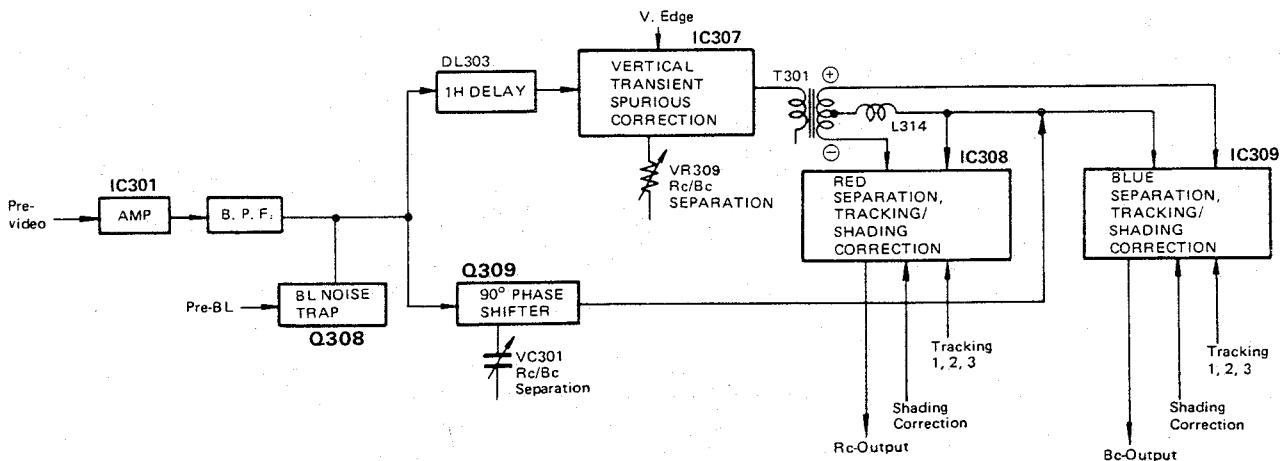 V. Edge
IC307
DL303
1H DELAY
VERTICAL
TRANSIENT
SPURIOUS
CORRECTION
T301
+
L314
−
VR309
Rc/Bc
SEPARATION
IC308
RED
SEPARATION,
TRACKING/
SHADING
CORRECTION
IC309
BLUE
SEPARATION,
TRACKING/
SHADING
CORRECTION
IC301
Pre-
video
AMP
B. P. F.
Q309
90° PHASE
SHIFTER
Pre-BL
BL NOISE
TRAP
Q308
VC301
Rc/Bc
Separation
Tracking
1, 2, 3
Shading
Correction
Rc-Output
Tracking
1, 2, 3
Shading
Correction
Bc-Output